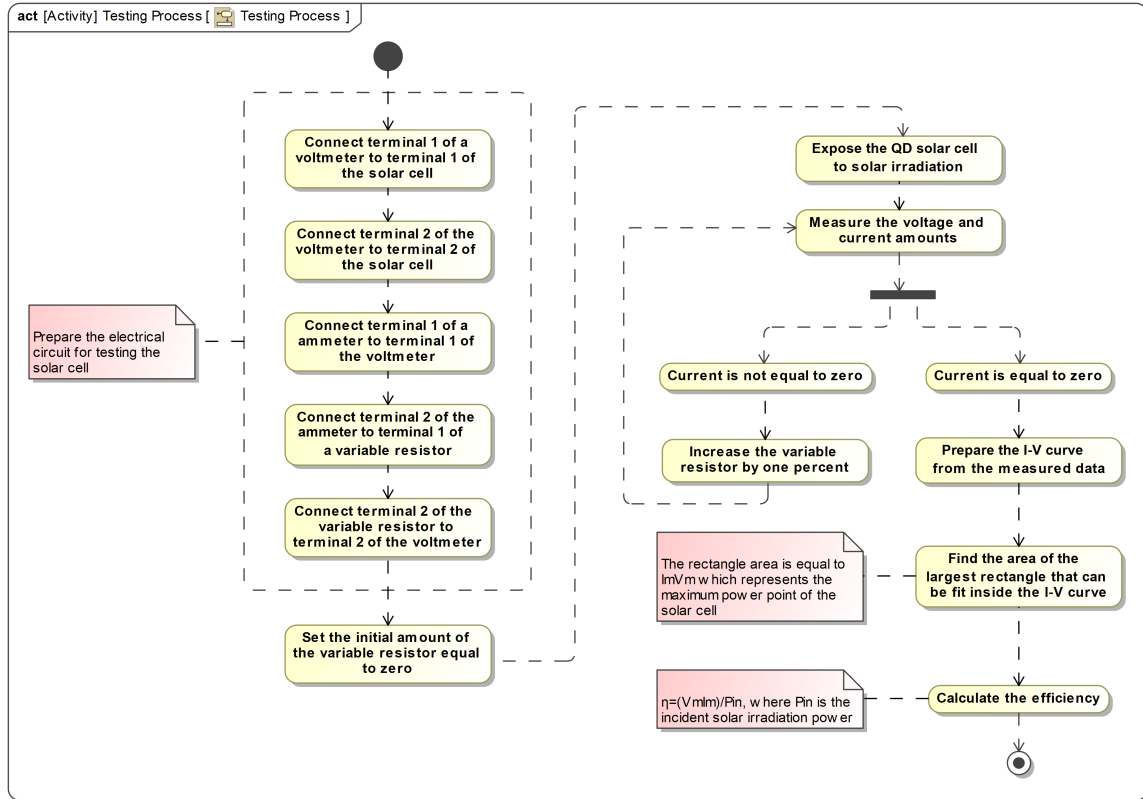 act [Activity] Testing Process [ Testing Process ]
Connect terminal 1 of a
voltmeter to terminal 1 of
the solar cell
Connect terminal 2 of the
voltmeter to terminal 2 of
the solar cell
Prepare the electrical
circuit for testing the
solar cell
Connect terminal 1 of a
ammeter to terminal 1 of
the voltmeter
Connect terminal 2 of the
ammeter to terminal 1 of
a variable resistor
Connect terminal 2 of the
variable resistor to
terminal 2 of the voltmeter
Set the initial amount of
the variable resistor equal
to zero
Expose the QD solar cell
to solar irradiation
Measure the voltage and
current amounts
Current is not equal to zero
Increase the variable
resistor by one percent
Current is equal to zero
Prepare the I-V curve
from the measured data
The rectangle area is equal to
ImVm which represents the
maximum power point of the
solar cell
Find the area of the
largest rectangle that can
be fit inside the I-V curve
η=(VmIm)/Pin, where Pin is the
incident solar irradiation power
Calculate the efficiency